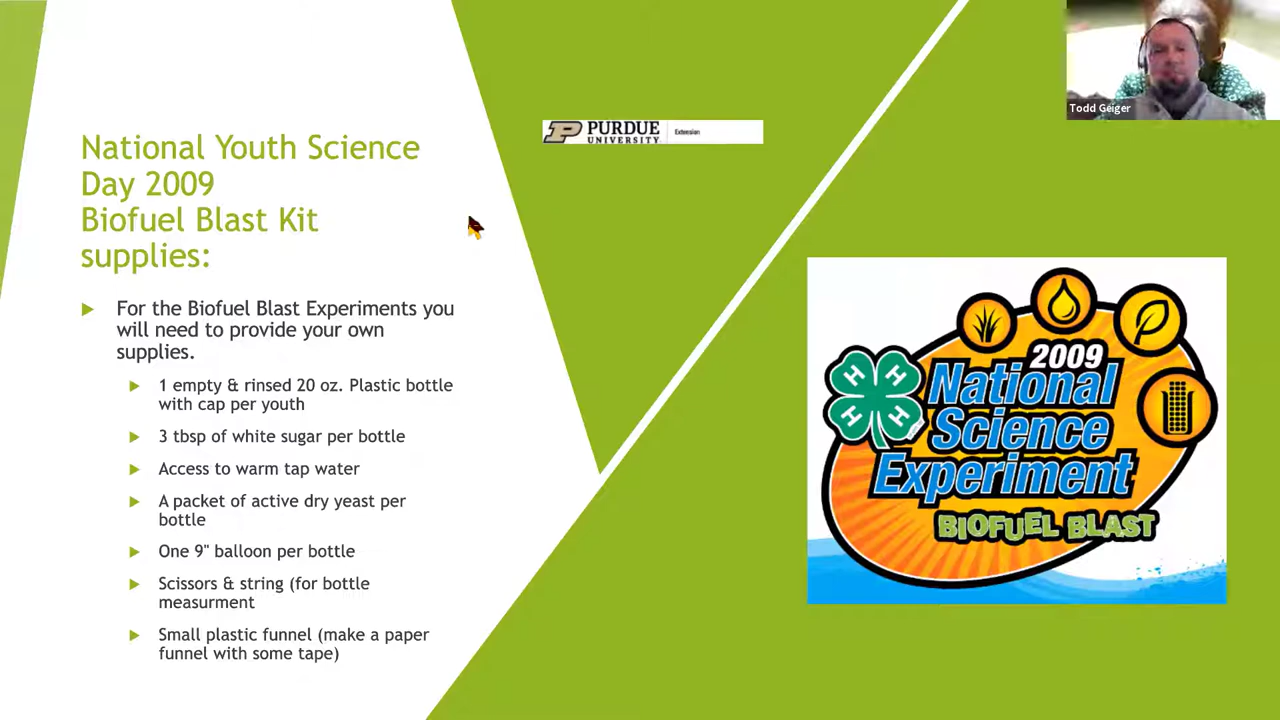 National Youth Science
Day 2009
Biofuel Blast Kit
supplies:
For the Biofuel Blast Experiments you
will need to provide your own
supplies.
1 empty & rinsed 20 oz. Plastic bottle
with cap per youth
3 tbsp of white sugar per bottle
Access to warm tap water
A packet of active dry yeast per
bottle
One 9" balloon per bottle
Scissors & string (for bottle
measurment
Small plastic funnel (make a paper
funnel with some tape)
PURDUE
UNIVERSITY
Extension
Todd Geiger
2009
National
Science
Experiment
BIOFUEL BLAST
H H
H H